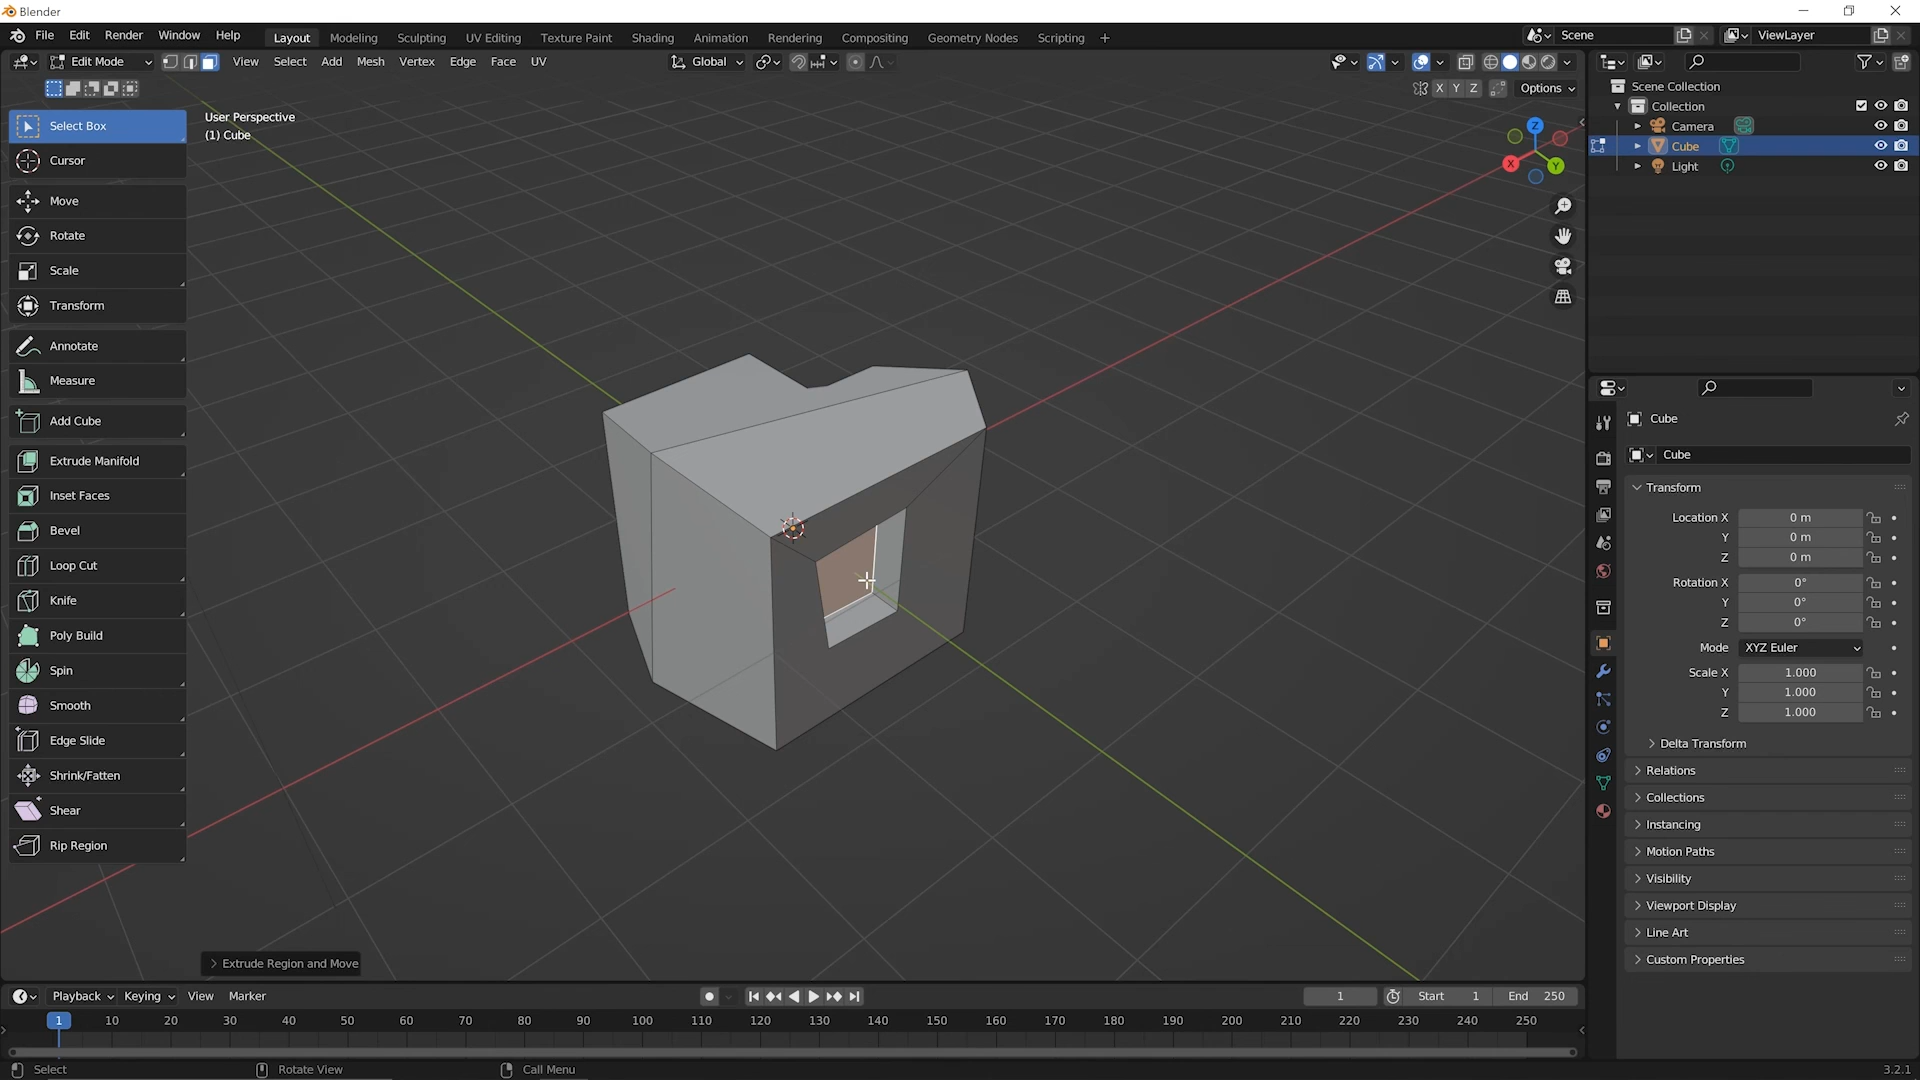 Blender
File Edit Render Window Help Layout Modeling Sculpting UV Editing Texture Paint Shading Animation Rendering Compositing Geometry Nodes Scripting + Scene ViewLayer
Edit Mode View Select Add Mesh Vertex Edge Face UV Global
X Y Z Options
User Perspective
(1) Cube
Select Box
Cursor
Move
Rotate
Scale
Transform
Annotate
Measure
Add Cube
Extrude Manifold
Inset Faces
Bevel
Loop Cut
Knife
Poly Build
Spin
Smooth
Edge Slide
Shrink/Fatten
Shear
Rip Region
Z
X
Y
Extrude Region and Move
Scene Collection
Collection
Camera
Cube
Light
Cube
Cube
Transform
Location X 0 m
Y 0 m
Z 0 m
Rotation X 0°
Y 0°
Z 0°
Mode XYZ Euler
Scale X 1.000
Y 1.000
Z 1.000
Delta Transform
Relations
Collections
Instancing
Motion Paths
Visibility
Viewport Display
Line Art
Custom Properties
Playback Keying View Marker 1 Start 1 End 250
1 10 20 30 40 50 60 70 80 90 100 110 120 130 140 150 160 170 180 190 200 210 220 230 240 250
Select Rotate View Call Menu 3.2.1